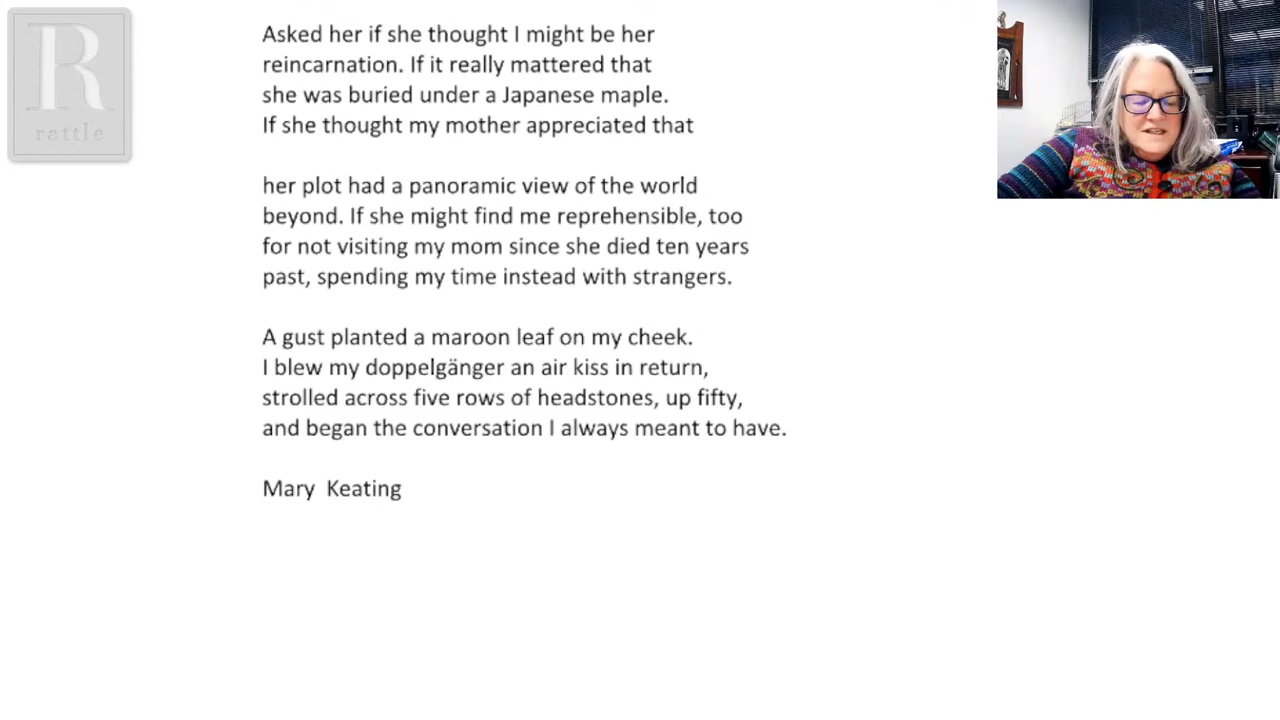 R
rattle
Asked her if she thought I might be her
reincarnation. If it really mattered that
she was buried under a Japanese maple.
If she thought my mother appreciated that
her plot had a panoramic view of the world
beyond. If she might find me reprehensible, too
for not visiting my mom since she died ten years
past, spending my time instead with strangers.
A gust planted a maroon leaf on my cheek.
I blew my doppelgänger an air kiss in return,
strolled across five rows of headstones, up fifty,
and began the conversation I always meant to have.
Mary Keating